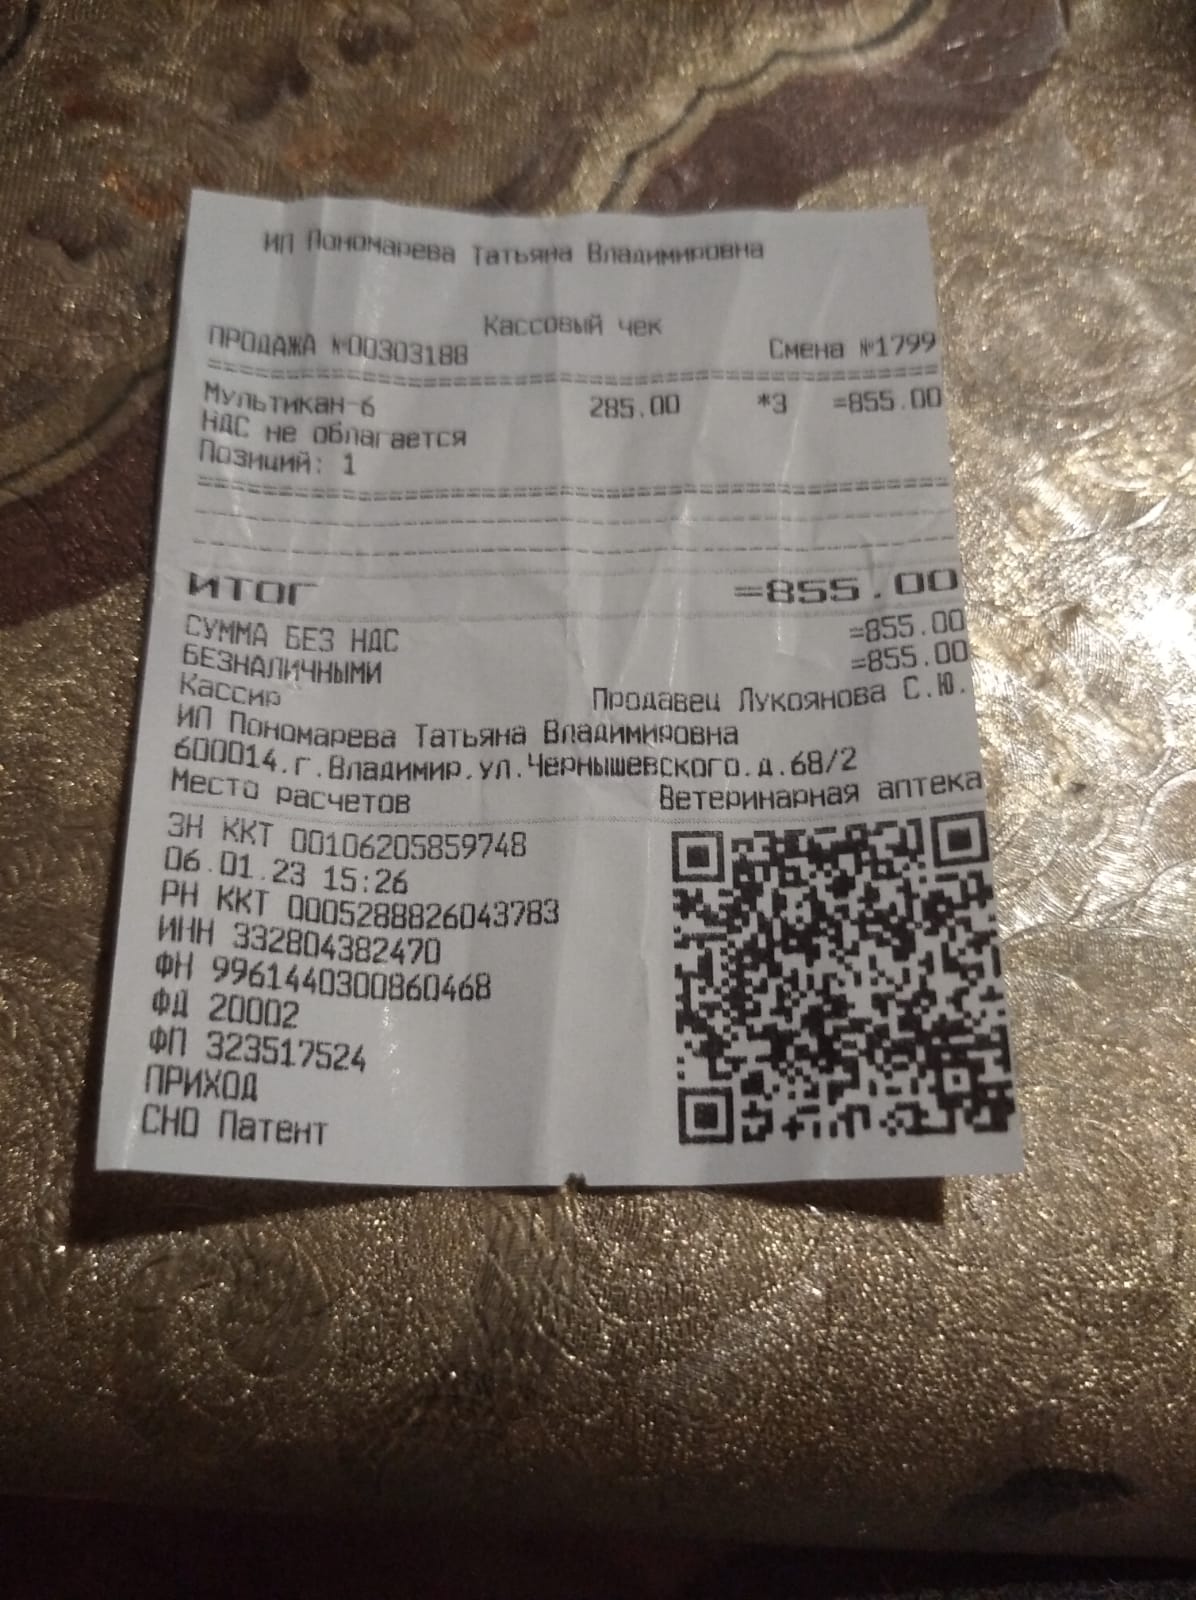 ИП Пономарева Татьяна Владимировна
Кассовый чек
ПРОДАЖА №00303188 Смена №1799
Мультикан-6 285.00 *3 =855.00
НДС не облагается
Позиций: 1
ИТОГ =855.00
СУММА БЕЗ НДС =855.00
БЕЗНАЛИЧНЫМИ =855.00
Кассир Продавец Лукоянова С.Ю.
ИП Пономарева Татьяна Владимировна
600014.г.Владимир.ул.Чернышевского.д.68/2
Место расчетов Ветеринарная аптека
ЗН ККТ 00106205859748
06.01.23 15:26
РН ККТ 0005288826043783
ИНН 332804382470
ФН 9961440300860468
ФД 20002
ФП 323517524
ПРИХОД
СНО Патент